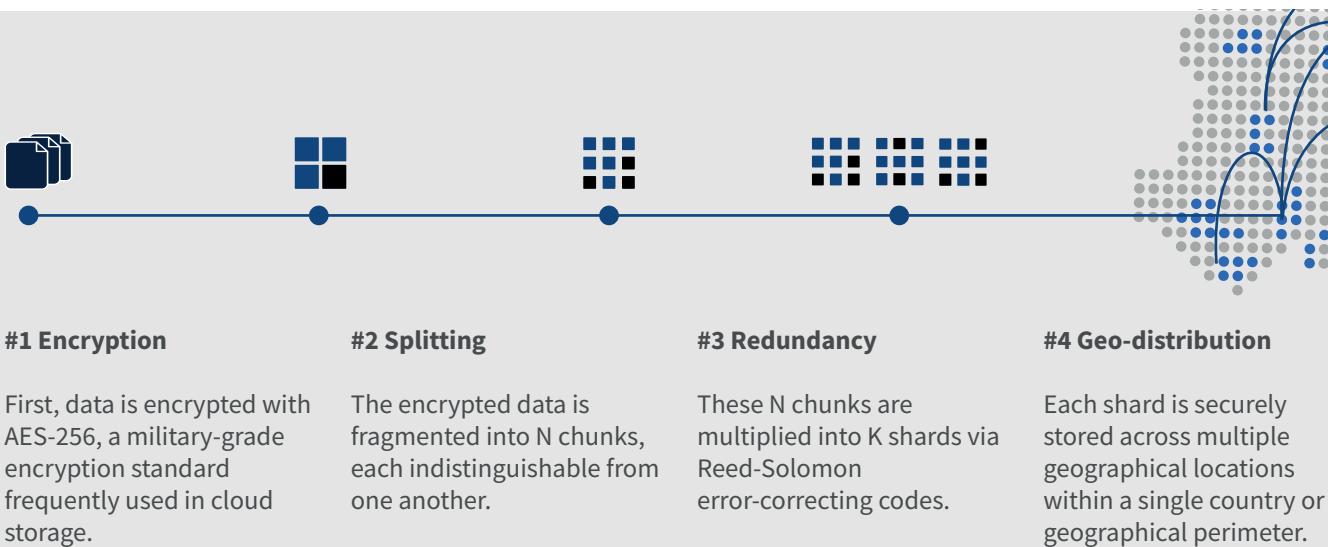 #1 Encryption
First, data is encrypted with
AES-256, a military-grade
encryption standard
frequently used in cloud
storage.
#2 Splitting
The encrypted data is
fragmented into N chunks,
each indistinguishable from
one another.
#3 Redundancy
These N chunks are
multiplied into K shards via
Reed-Solomon
error-correcting codes.
#4 Geo-distribution
Each shard is securely
stored across multiple
geographical locations
within a single country or
geographical perimeter.